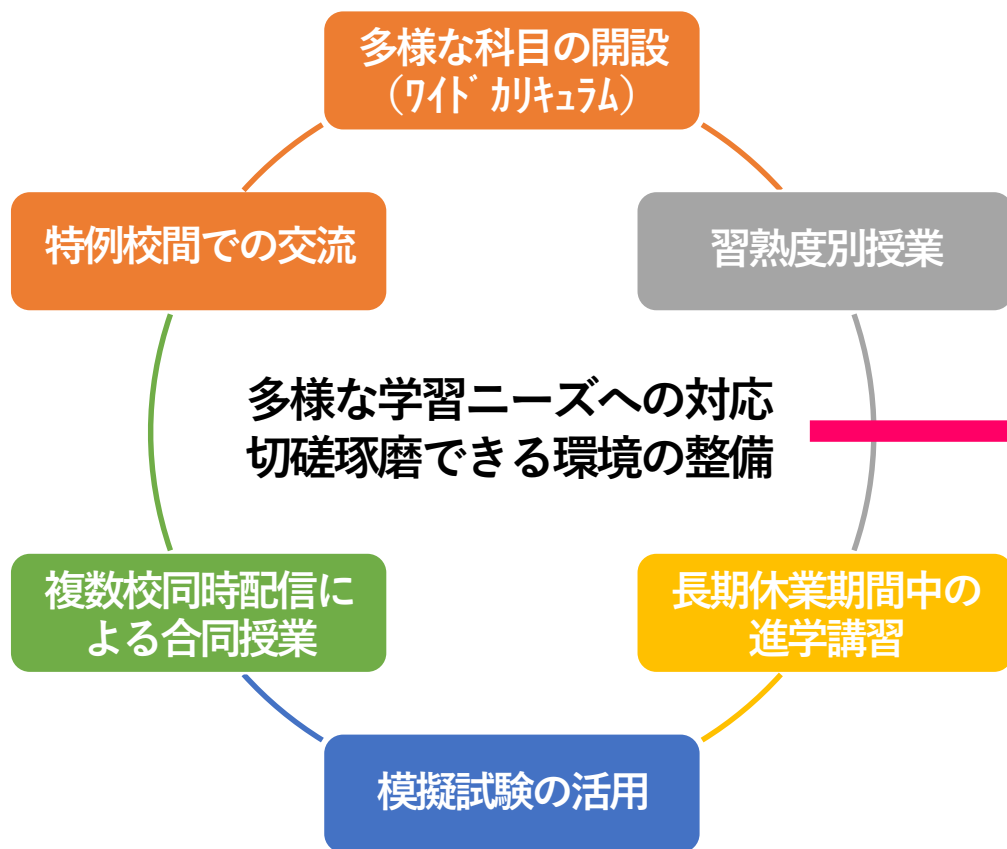 多様な科目の開設
（ﾜｲﾄﾞｶﾘｷｭﾗﾑ）
特例校間での交流
習熟度別授業
多様な学習ニーズへの対応
切磋琢磨できる環境の整備
複数校同時配信に
よる合同授業
長期休業期間中の
進学講習
模擬試験の活用